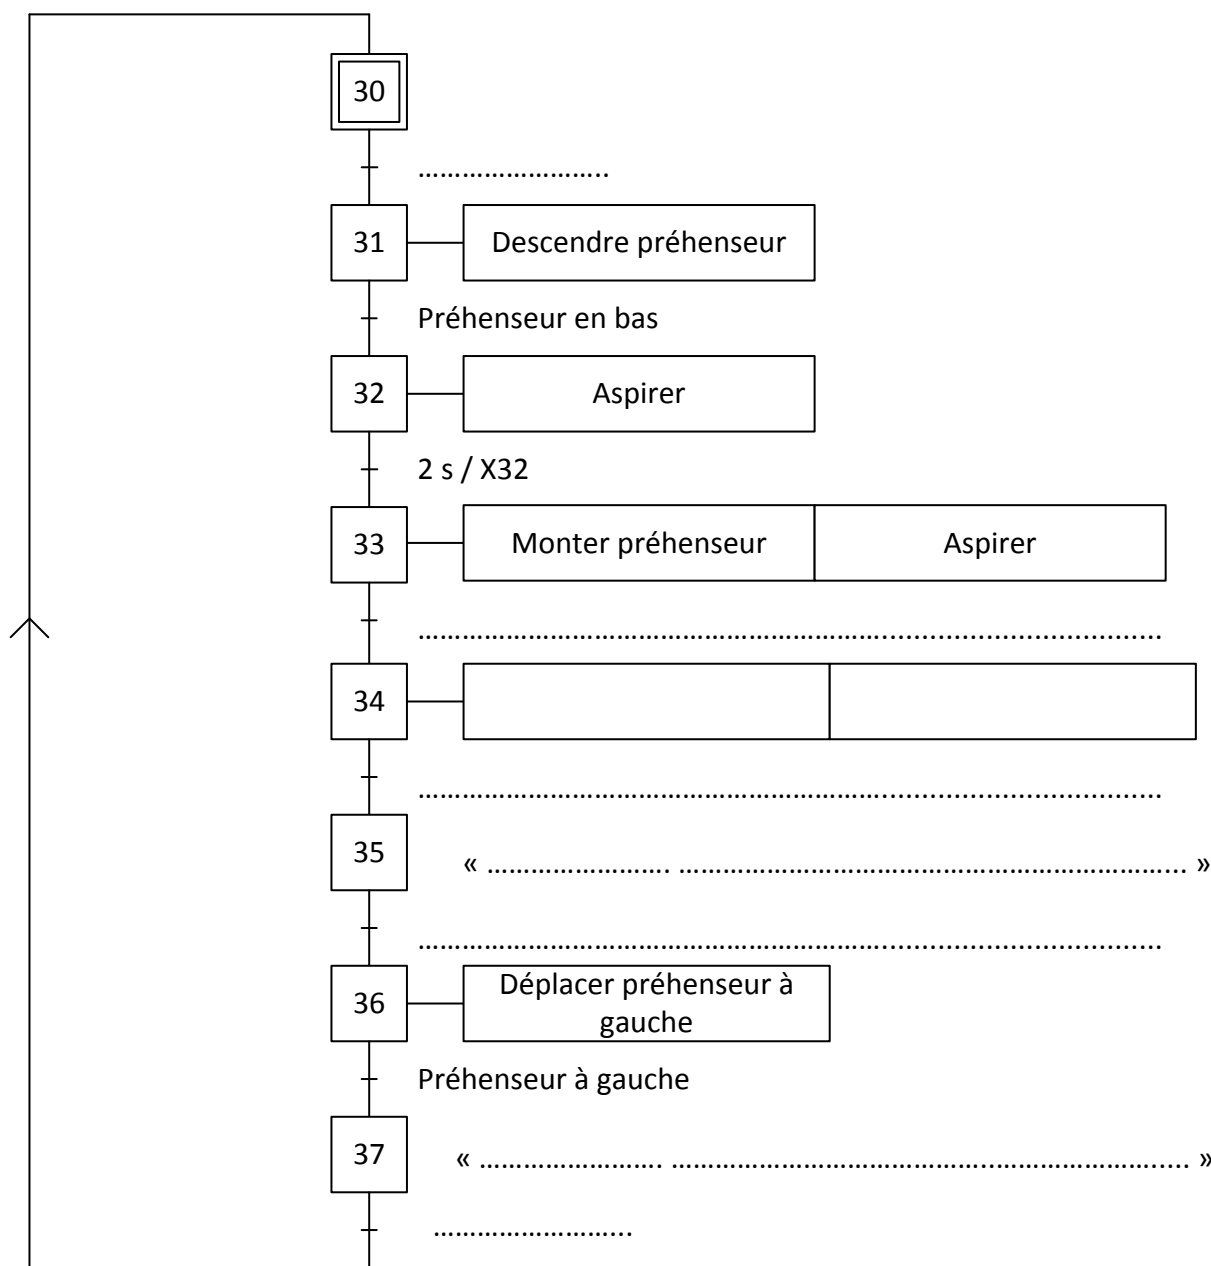 30
……………………..
31 Descendre préhenseur
Préhenseur en bas
32 Aspirer
2 s / X32
33 Monter préhenseur Aspirer
………………………………………………………..................................
34
………………………………………………………..................................
35
« ……………………. …………………………………………………………... »
………………………………………………………..................................
36 Déplacer préhenseur à
gauche
Préhenseur à gauche
37
« ……………………. ……………………………………..…………………..... »
……………………...